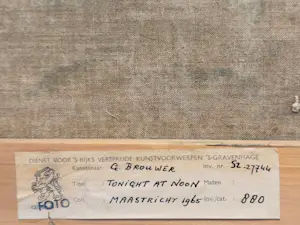 DIENST VOOR 'S RIJKS VERSPREIDE KUNSTVOORWERPEN 'S-GRAVENHAGE
Kunstenaar: G. BROUWER inv. nr. SZ.27744
Titel: TONIGHT AT NOON Maten:
MAASTRICHT 1965 880
FOTO